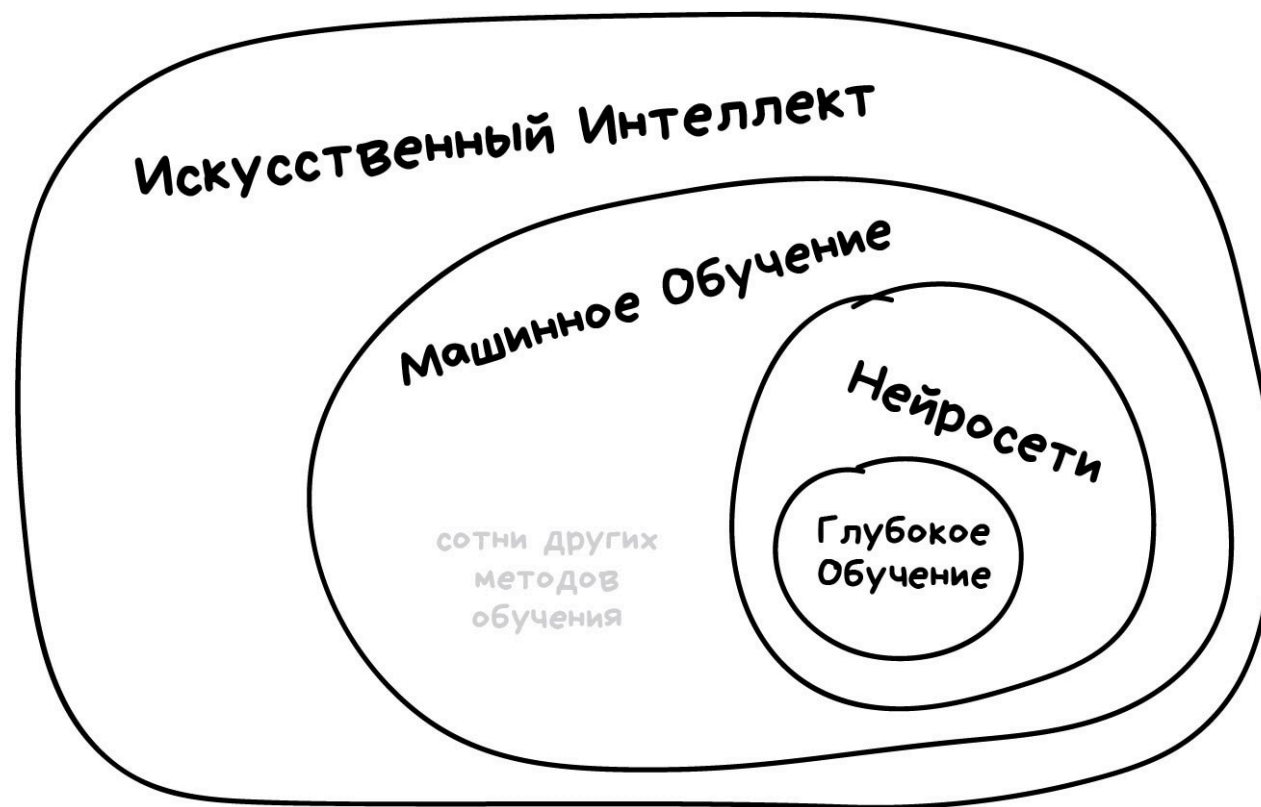 Искусственный Интеллект
Машинное Обучение
Нейросети
Глубокое
Обучение
сотни других
методов
обучения